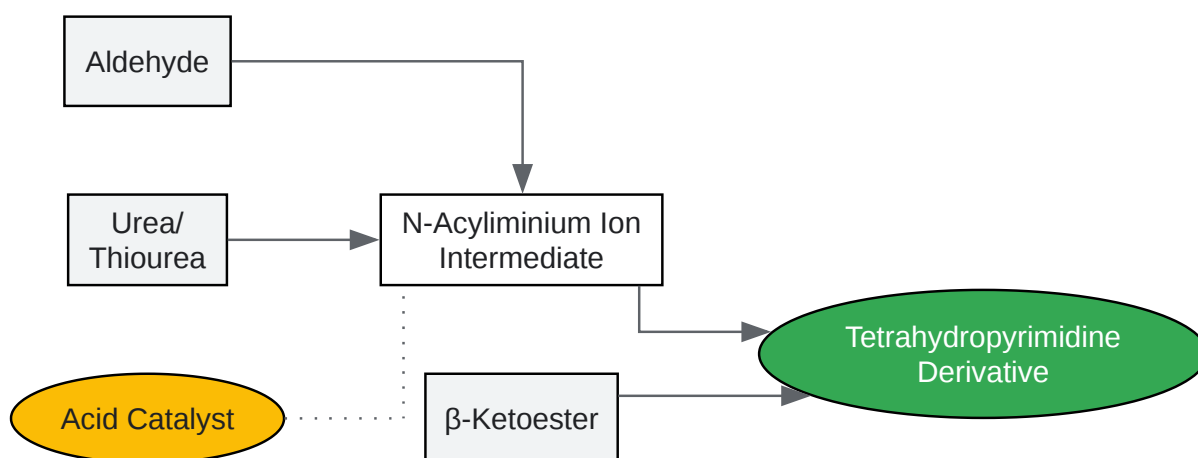 Aldehyde
Urea/
Thiourea
N-Acyliminium Ion
Intermediate
Tetrahydropyrimidine
Derivative
Acid Catalyst
β-Ketoester